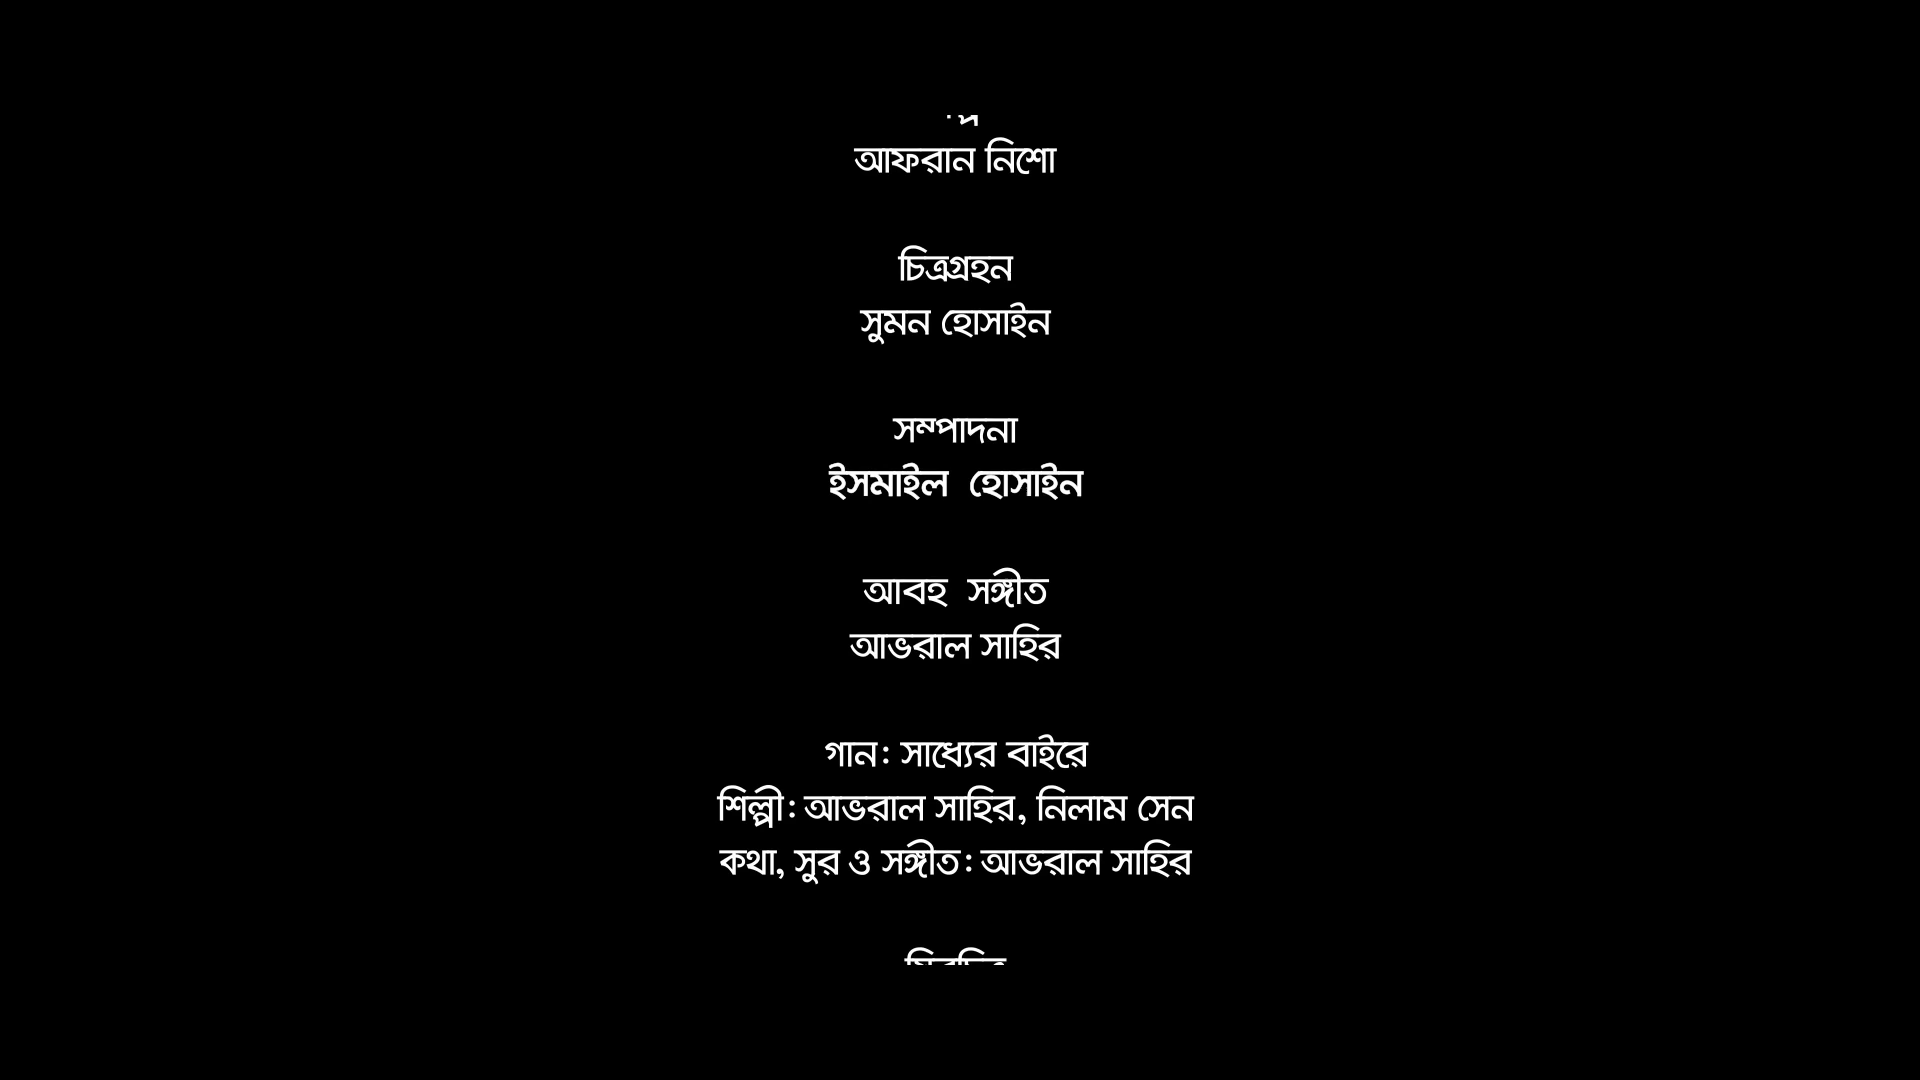 আফরান নিশো
চিত্রগ্রহন
সুমন হোসাইন
সম্পাদনা
ইসমাইল হোসাইন
আবহ সঙ্গীত
আভরাল সাহির
গান: সাধ্যের বাইরে
শিল্পী: আভরাল সাহির, নিলাম সেন
কথা, সুর ও সঙ্গীত: আভরাল সাহির